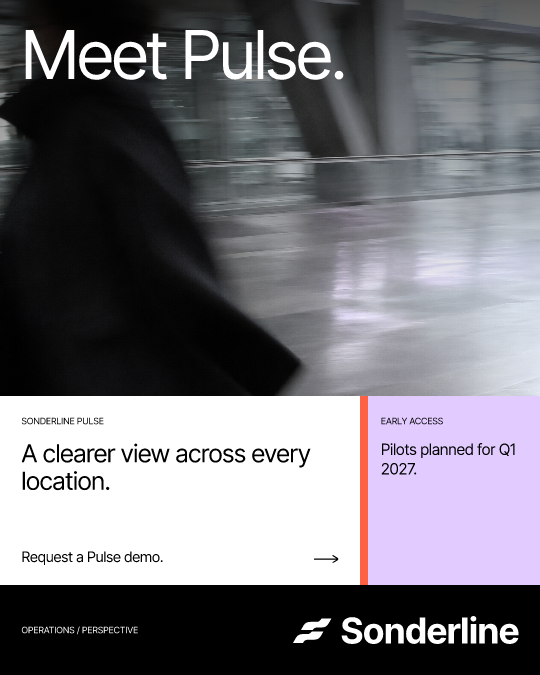 Meet Pulse.
SONDERLINE PULSE
A clearer view across every
location.
Request a Pulse demo.
EARLY ACCESS
Pilots planned for Q1
2027.
OPERATIONS / PERSPECTIVE
Sonderline